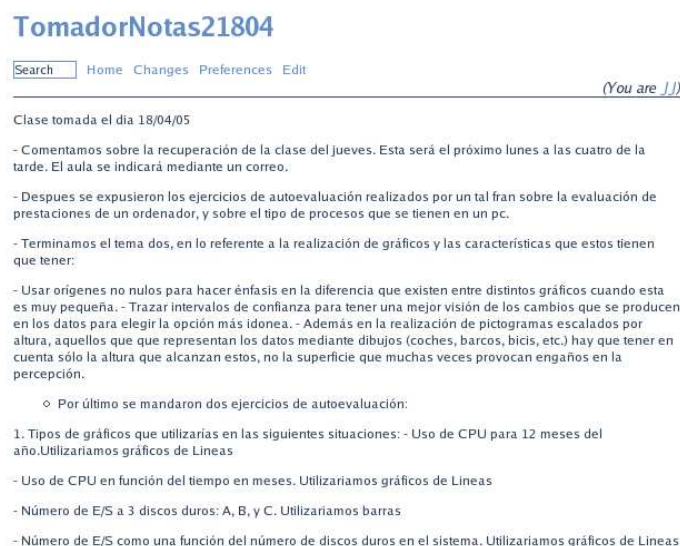 TomadorNotas21804
Search Home Changes Preferences Edit
(You are JJ)
Clase tomada el dia 18/04/05
- Comentamos sobre la recuperación de la clase del jueves. Esta será el próximo lunes a las cuatro de la
tarde. El aula se indicará mediante un correo.
- Despues se expusieron los ejercicios de autoevaluación realizados por un tal fran sobre la evaluación de
prestaciones de un ordenador, y sobre el tipo de procesos que se tienen en un pc.
- Terminamos el tema dos, en lo referente a la realización de gráficos y las características que estos tienen
que tener:
- Usar orígenes no nulos para hacer énfasis en la diferencia que existen entre distintos gráficos cuando esta
es muy pequeña. - Trazar intervalos de confianza para tener una mejor visión de los cambios que se producen
en los datos para elegir la opción más idonea. - Además en la realización de pictogramas escalados por
altura, aquellos que que representan los datos mediante dibujos (coches, barcos, bicis, etc.) hay que tener en
cuenta sólo la altura que alcanzan estos, no la superficie que muchas veces provocan engaños en la
percepción.
Por último se mandaron dos ejercicios de autoevaluación:
1. Tipos de gráficos que utilizarías en las siguientes situaciones: - Uso de CPU para 12 meses del
año.Utilizariamos gráficos de Lineas
- Uso de CPU en función del tiempo en meses. Utilizariamos gráficos de Lineas
- Número de E/S a 3 discos duros: A, B, y C. Utilizariamos barras
- Número de E/S como una función del número de discos duros en el sistema. Utilizariamos gráficos de Lineas